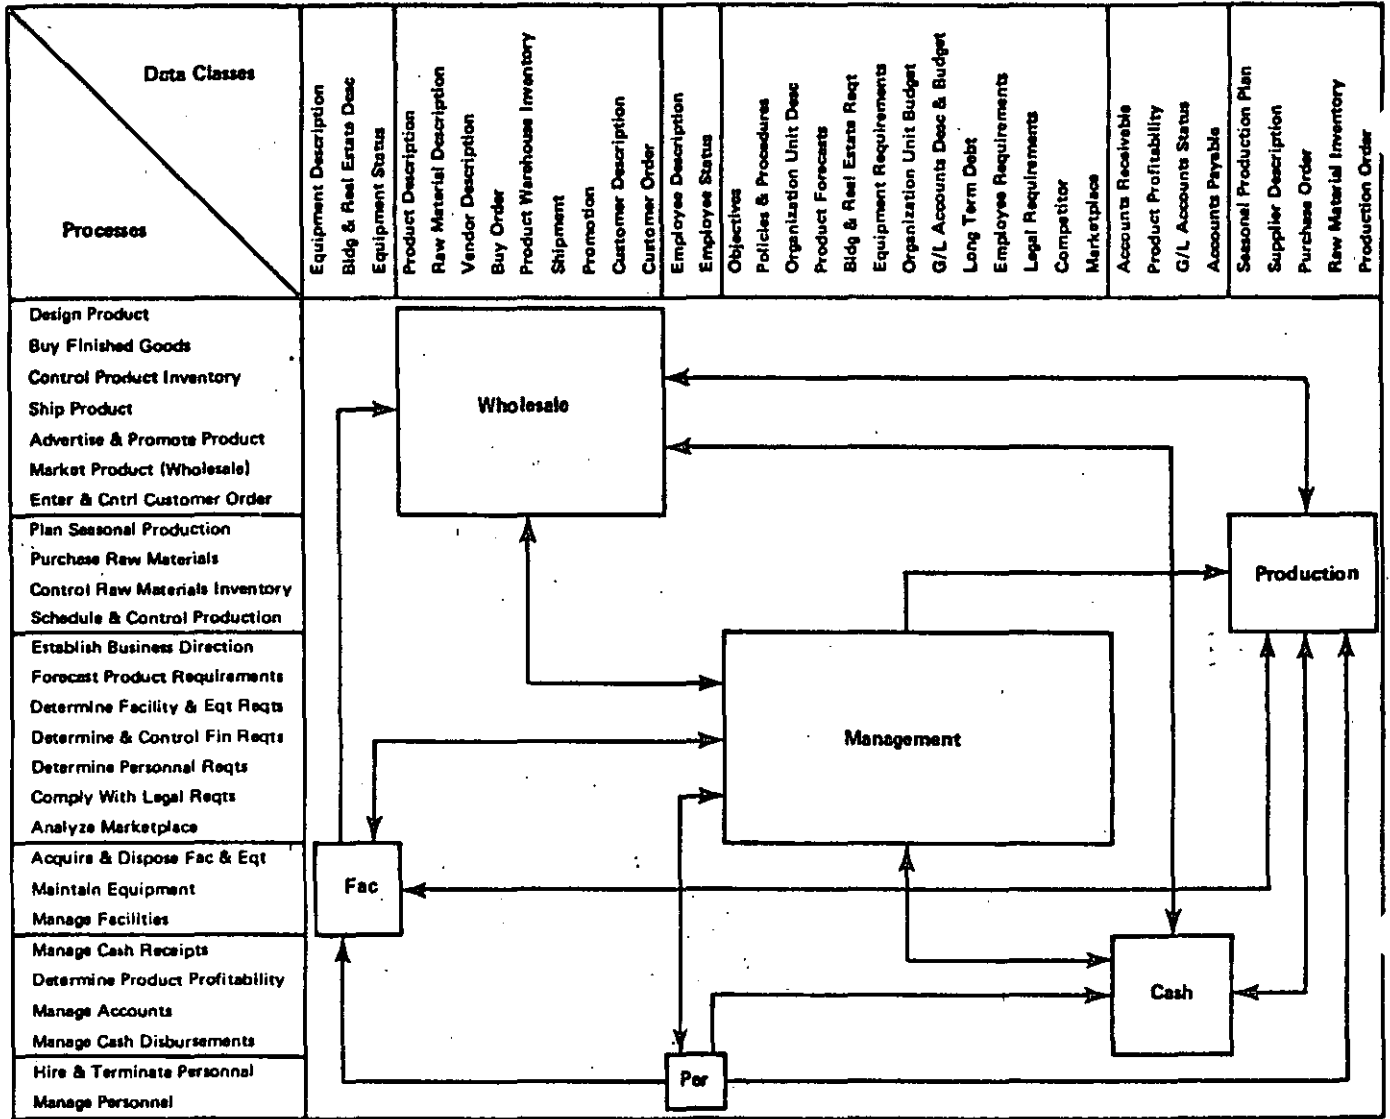 Data Classes
Processes
Equipment Description
Bldg & Real Estate Desc
Equipment Status
Product Description
Raw Material Description
Vendor Description
Buy Order
Product Warehouse Inventory
Shipment
Promotion
Customer Description
Customer Order
Employee Description
Employee Status
Objectives
Policies & Procedures
Organization Unit Desc
Product Forecasts
Bldg & Real Estate Reqt
Equipment Requirements
Organization Unit Budget
G/L Accounts Desc & Budget
Long Term Debt
Employee Requirements
Legal Requirements
Competitor
Marketplace
Accounts Receivable
Product Profitability
G/L Accounts Status
Accounts Payable
Seasonal Production Plan
Supplier Description
Purchase Order
Raw Material Inventory
Production Order
Design Product
Buy Finished Goods
Control Product Inventory
Ship Product
Advertise & Promote Product
Market Product (Wholesale)
Enter & Cntrl Customer Order
Plan Seasonal Production
Purchase Raw Materials
Control Raw Materials Inventory
Schedule & Control Production
Establish Business Direction
Forecast Product Requirements
Determine Facility & Eqt Reqts
Determine & Control Fin Reqts
Determine Personnal Reqts
Comply With Legal Reqts
Analyze Marketplace
Acquire & Dispose Fac & Eqt
Maintain Equipment
Manage Facilities
Manage Cash Receipts
Determine Product Profitability
Manage Accounts
Manage Cash Disbursements
Hire & Terminate Personnal
Manage Personnel
Wholesale
Production
Management
Fac
Cash
Per